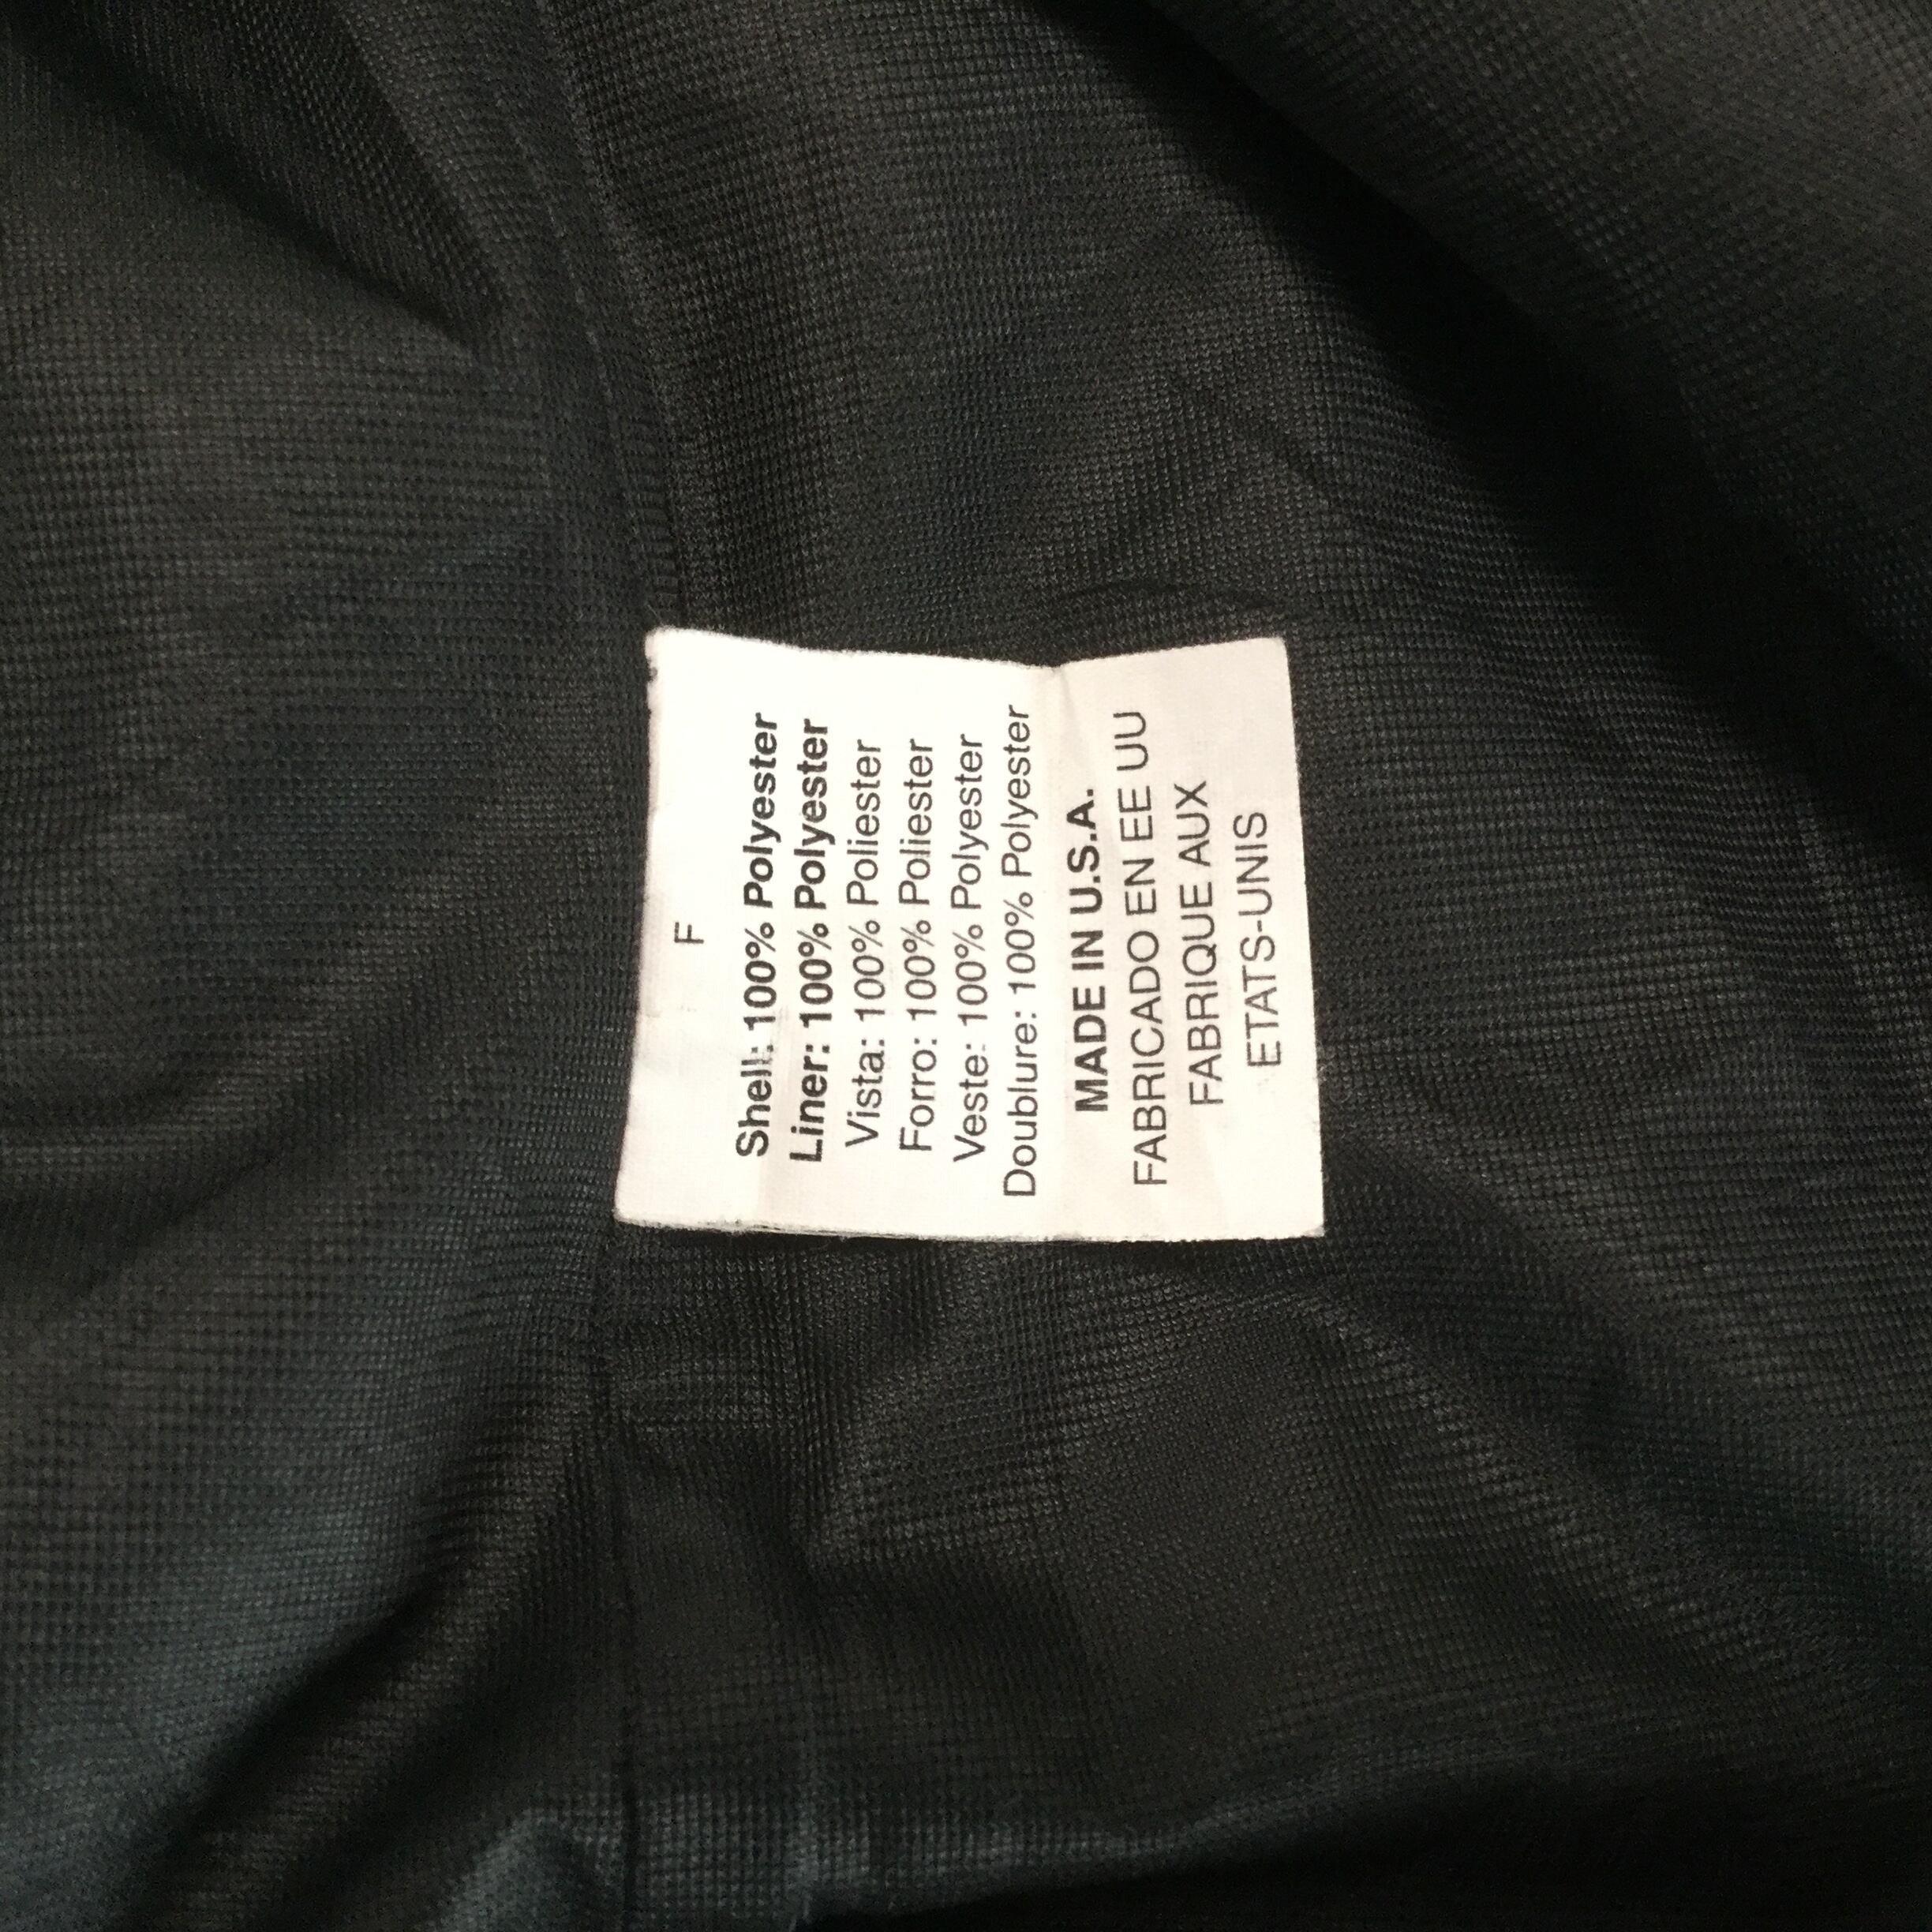 F
Shell: 100% Polyester
Liner: 100% Polyester
Vista: 100% Poliester
Forro: 100% Poliester
Veste: 100% Polyester
Doublure: 100% Polyester
MADE IN U.S.A.
FABRICADO EN EE UU
FABRIQUE AUX
ETATS-UNIS